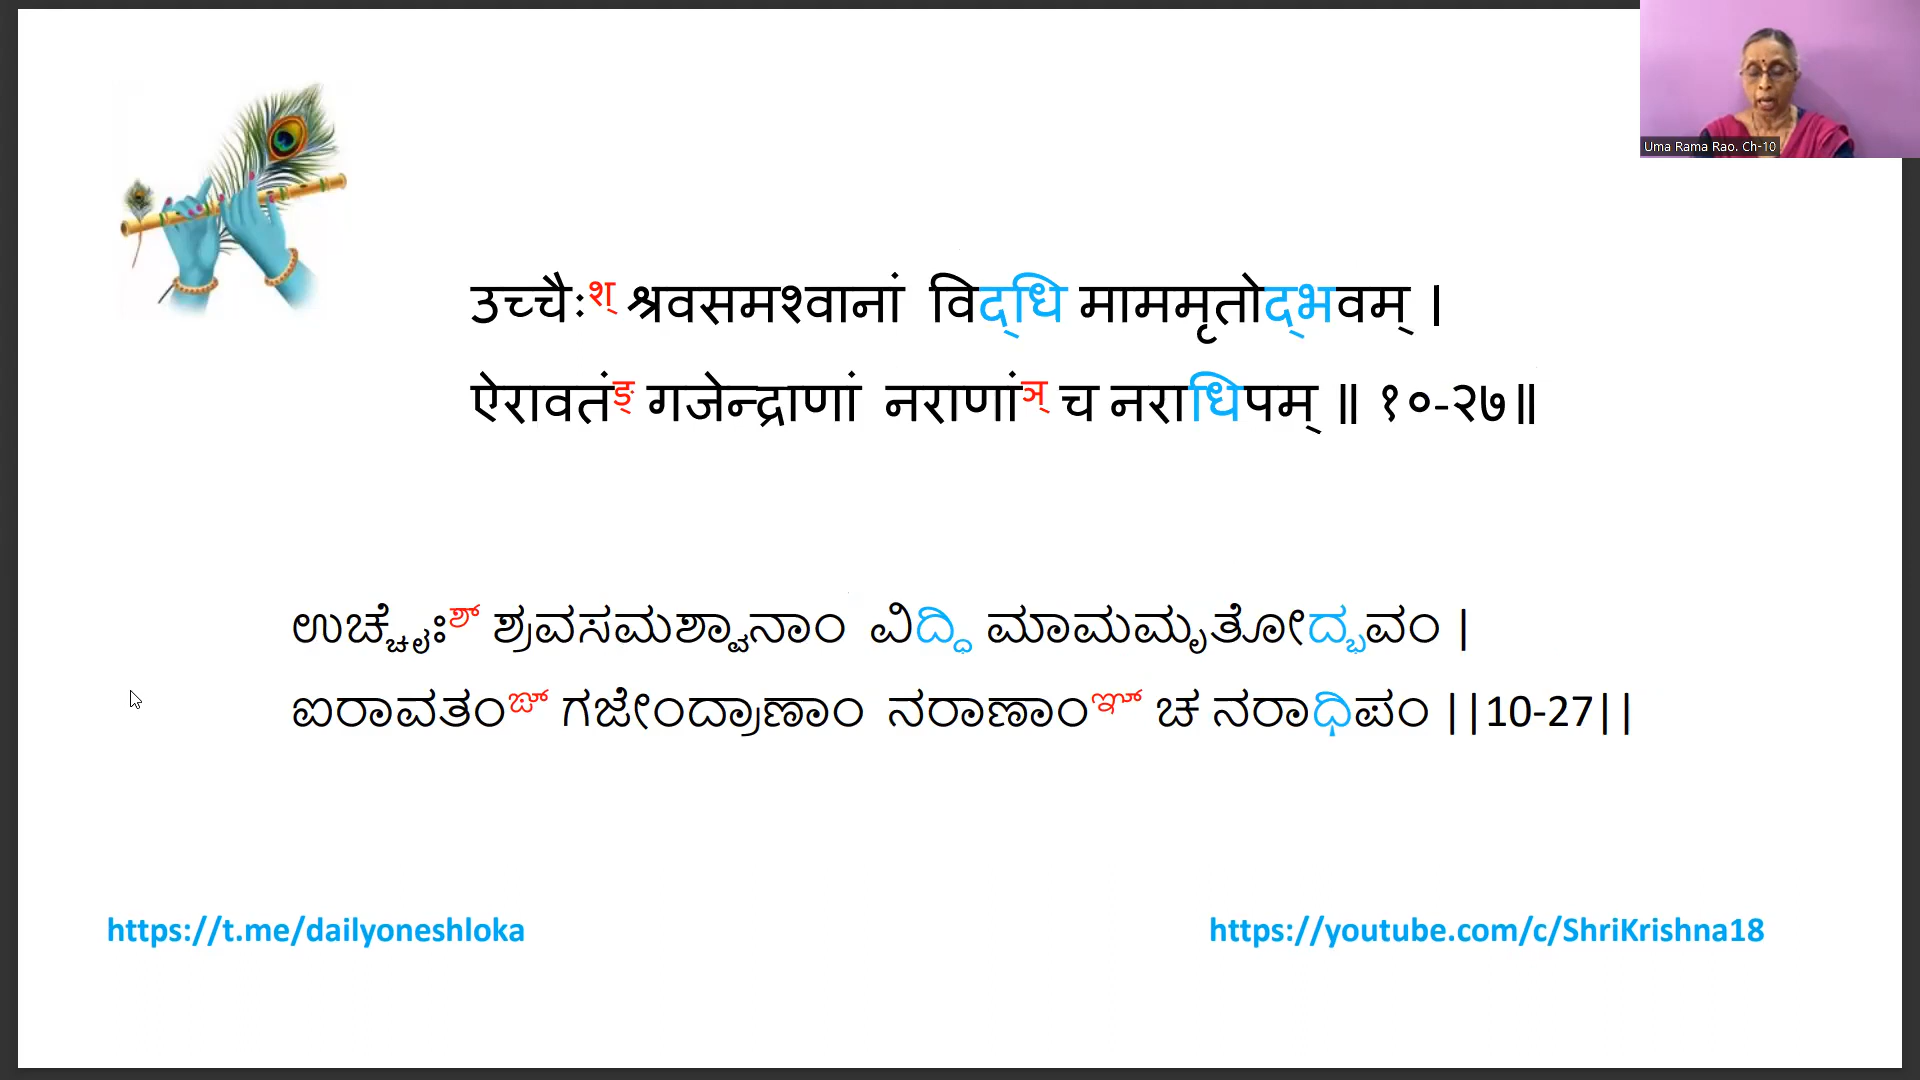 Uma Rama Rao. Ch-10
उच्चैःश् श्रवसमश्वानां विद्धि माममृतोद्भवम् ।
ऐरावतंङ् गजेन्द्राणां नराणांञ् च नराधिपम् ॥ १०-२७॥
ಉಚ್ಚೈಃಶ್ ಶ್ರವಸಮಶ್ವಾನಾಂ ವಿದ್ಧಿ ಮಾಮಮೃತೋದ್ಭವಂ |
ಐರಾವತಂಙ್ ಗಜೇಂದ್ರಾಣಾಂ ನರಾಣಾಂಞ್ ಚ ನರಾಧಿಪಂ ||10-27||
https://t.me/dailyoneshloka
https://youtube.com/c/ShriKrishna18